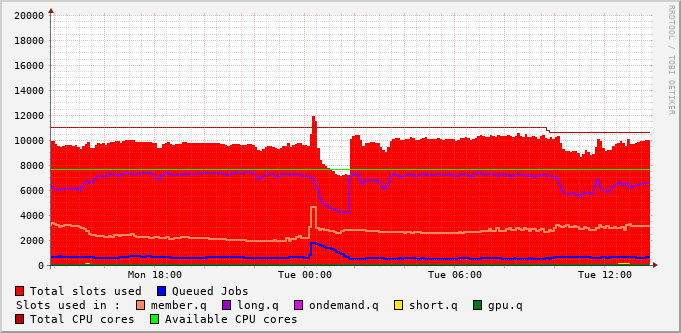 20000
18000
16000
14000
12000
10000
8000
6000
4000
2000
0
Mon 18:00 Tue 00:00 Tue 06:00 Tue 12:00
RRDTOOL / TOBI OETIKER
Total slots used Queued Jobs
Slots used in : member.q long.q ondemand.q short.q gpu.q
Total CPU cores Available CPU cores